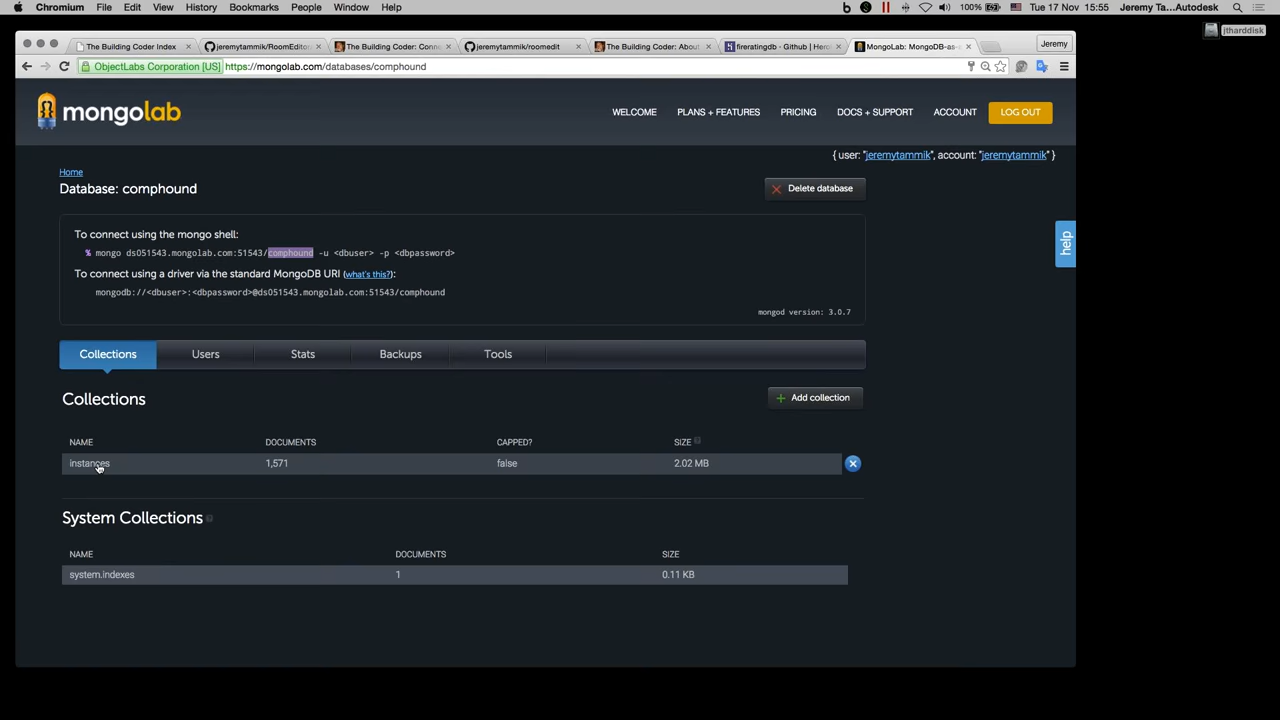 Chromium File Edit View History Bookmarks People Window Help 100% Tue 17 Nov 15:55 Jeremy Ta...Autodesk
jtharddisk
The Building Coder Index jeremytammik/RoomEdito The Building Coder: Conne jeremytammik/roomedit The Building Coder: Abou fireratingdb · Github | Hero MongoLab: MongoDB-as- Jeremy
ObjectLabs Corporation [US] https://mongolab.com/databases/comphound
mongolab WELCOME PLANS + FEATURES PRICING DOCS + SUPPORT ACCOUNT LOG OUT
{ user: "jeremytammik", account: "jeremytammik" }
Home
Database: comphound Delete database
To connect using the mongo shell:
% mongo ds051543.mongolab.com:51543/comphound -u <dbuser> -p <dbpassword>
help
To connect using a driver via the standard MongoDB URI (what's this?):
mongodb://<dbuser>:<dbpassword>@ds051543.mongolab.com:51543/comphound
mongod version: 3.0.7
Collections Users Stats Backups Tools
Collections + Add collection
NAME DOCUMENTS CAPPED? SIZE
instances 1,571 false 2.02 MB
System Collections
NAME DOCUMENTS SIZE
system.indexes 1 0.11 KB